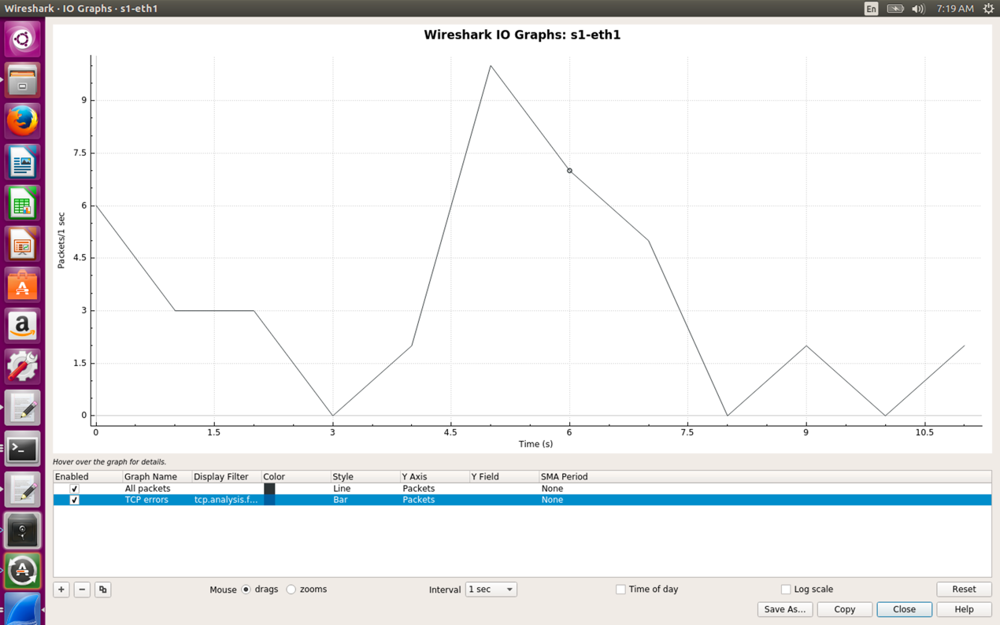 Wireshark · IO Graphs · s1-eth1
En
7:19 AM
Wireshark IO Graphs: s1-eth1
9
7.5
6
4.5
3
1.5
0
Packets/1 sec
0 1.5 3 4.5 6 7.5 9 10.5
Time (s)
Hover over the graph for details.
Enabled Graph Name Display Filter Color Style Y Axis Y Field SMA Period
All packets Line Packets None
TCP errors tcp.analysis.f... Bar Packets None
+ − Mouse drags zooms Interval 1 sec Time of day Log scale Reset
Save As... Copy Close Help